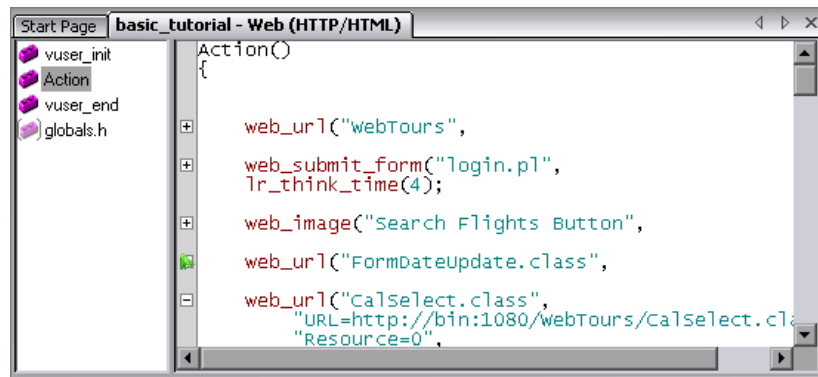 Start Page basic_tutorial - Web (HTTP/HTML)
vuser_init
Action
vuser_end
globals.h
Action()
{
web_url("WebTours",
web_submit_form("login.pl",
lr_think_time(4);
web_image("Search Flights Button",
web_url("FormDateUpdate.class",
web_url("CalSelect.class",
"URL=http://bin:1080/WebTours/CalSelect.cla
"Resource=0",